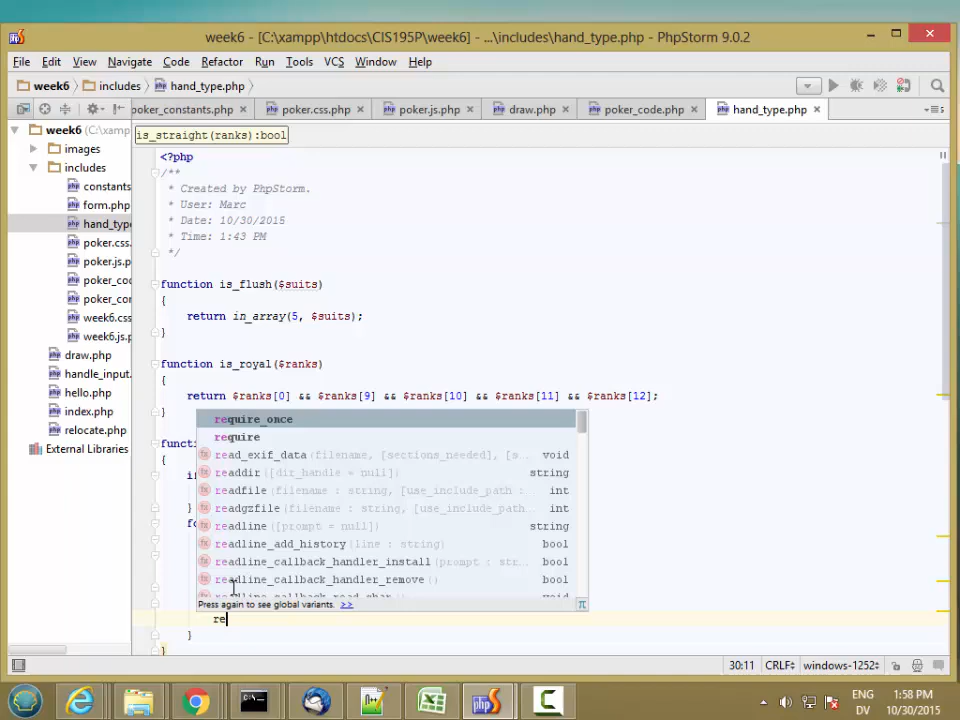 week6 - [C:\xampp\htdocs\CIS195P\week6] - ...\includes\hand_type.php - PhpStorm 9.0.2
File Edit View Navigate Code Refactor Run Tools VCS Window Help
week6 includes hand_type.php
poker_constants.php poker.css.php poker.js.php draw.php poker_code.php hand_type.php
week6 (C:\xamp
images
includes
constants
form.php
hand_type
poker.css.
poker.js.p
poker_coc
poker_cor
week6.css
week6.js.p
draw.php
handle_input.
hello.php
index.php
relocate.php
External Libraries
is_straight(ranks):bool
<?php
/**
* Created by PhpStorm.
* User: Marc
* Date: 10/30/2015
* Time: 1:43 PM
*/
function is_flush($suits)
{
return in_array(5, $suits);
}
function is_royal($ranks)
{
return $ranks[0] && $ranks[9] && $ranks[10] && $ranks[11] && $ranks[12];
}
functi
{
i
}
fo
require_once
require
read_exif_data(filename, [sections_needed], [s... void
readdir([dir_handle = null]) string
readfile(filename : string, [use_include_path : int
readgzfile(filename : string, [use_include_path... int
readline([prompt = null]) string
readline_add_history(line : string) bool
readline_callback_handler_install(prompt : str... bool
readline_callback_handler_remove() bool
readline_callback_read_char() void
Press again to see global variants. >> π
re
}
}
30:11 CRLF windows-1252
ENG 1:58 PM
DV 10/30/2015